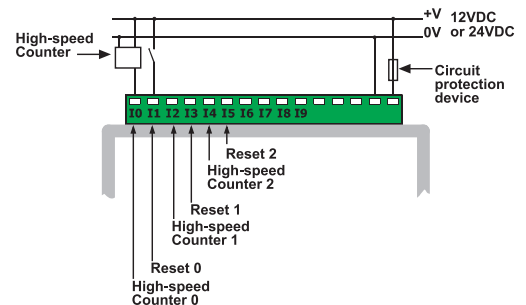 +V 12VDC
0V or 24VDC
High-speed
Counter
Circuit
protection
device
I0 I1 I2 I3 I4 I5 I6 I7 I8 I9
Reset 2
High-speed
Counter 2
Reset 1
High-speed
Counter 1
Reset 0
High-speed
Counter 0